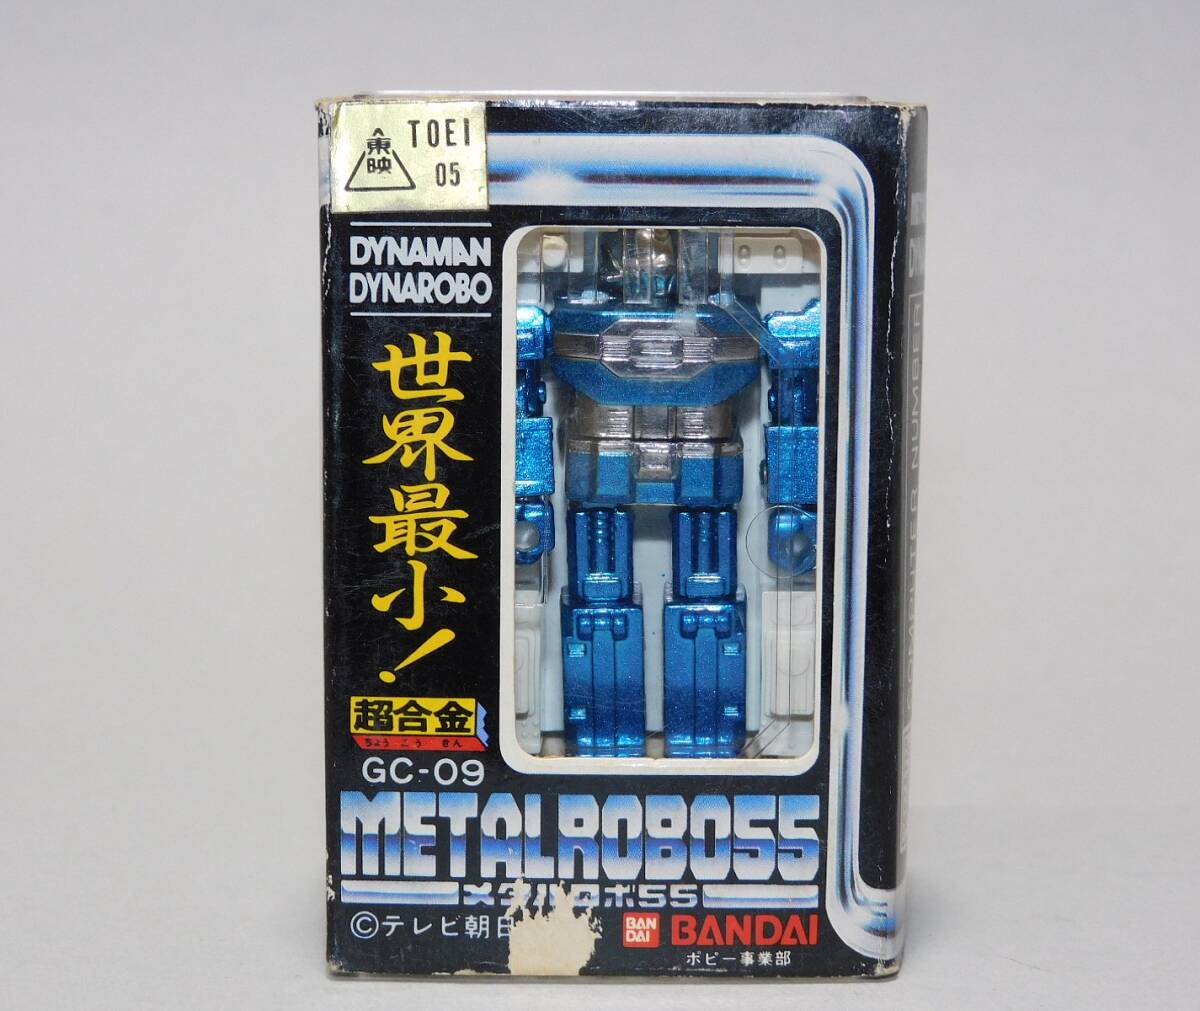 東映
TOEI
05
DYNAMAN
DYNAROBO
世界最小!
超合金
ちょうごうきん
GC-09
METALROBO55
メタルロボ55
©テレビ朝日
BANDAI
BANDAI
ポピー事業部
COMPUTER NUMBER